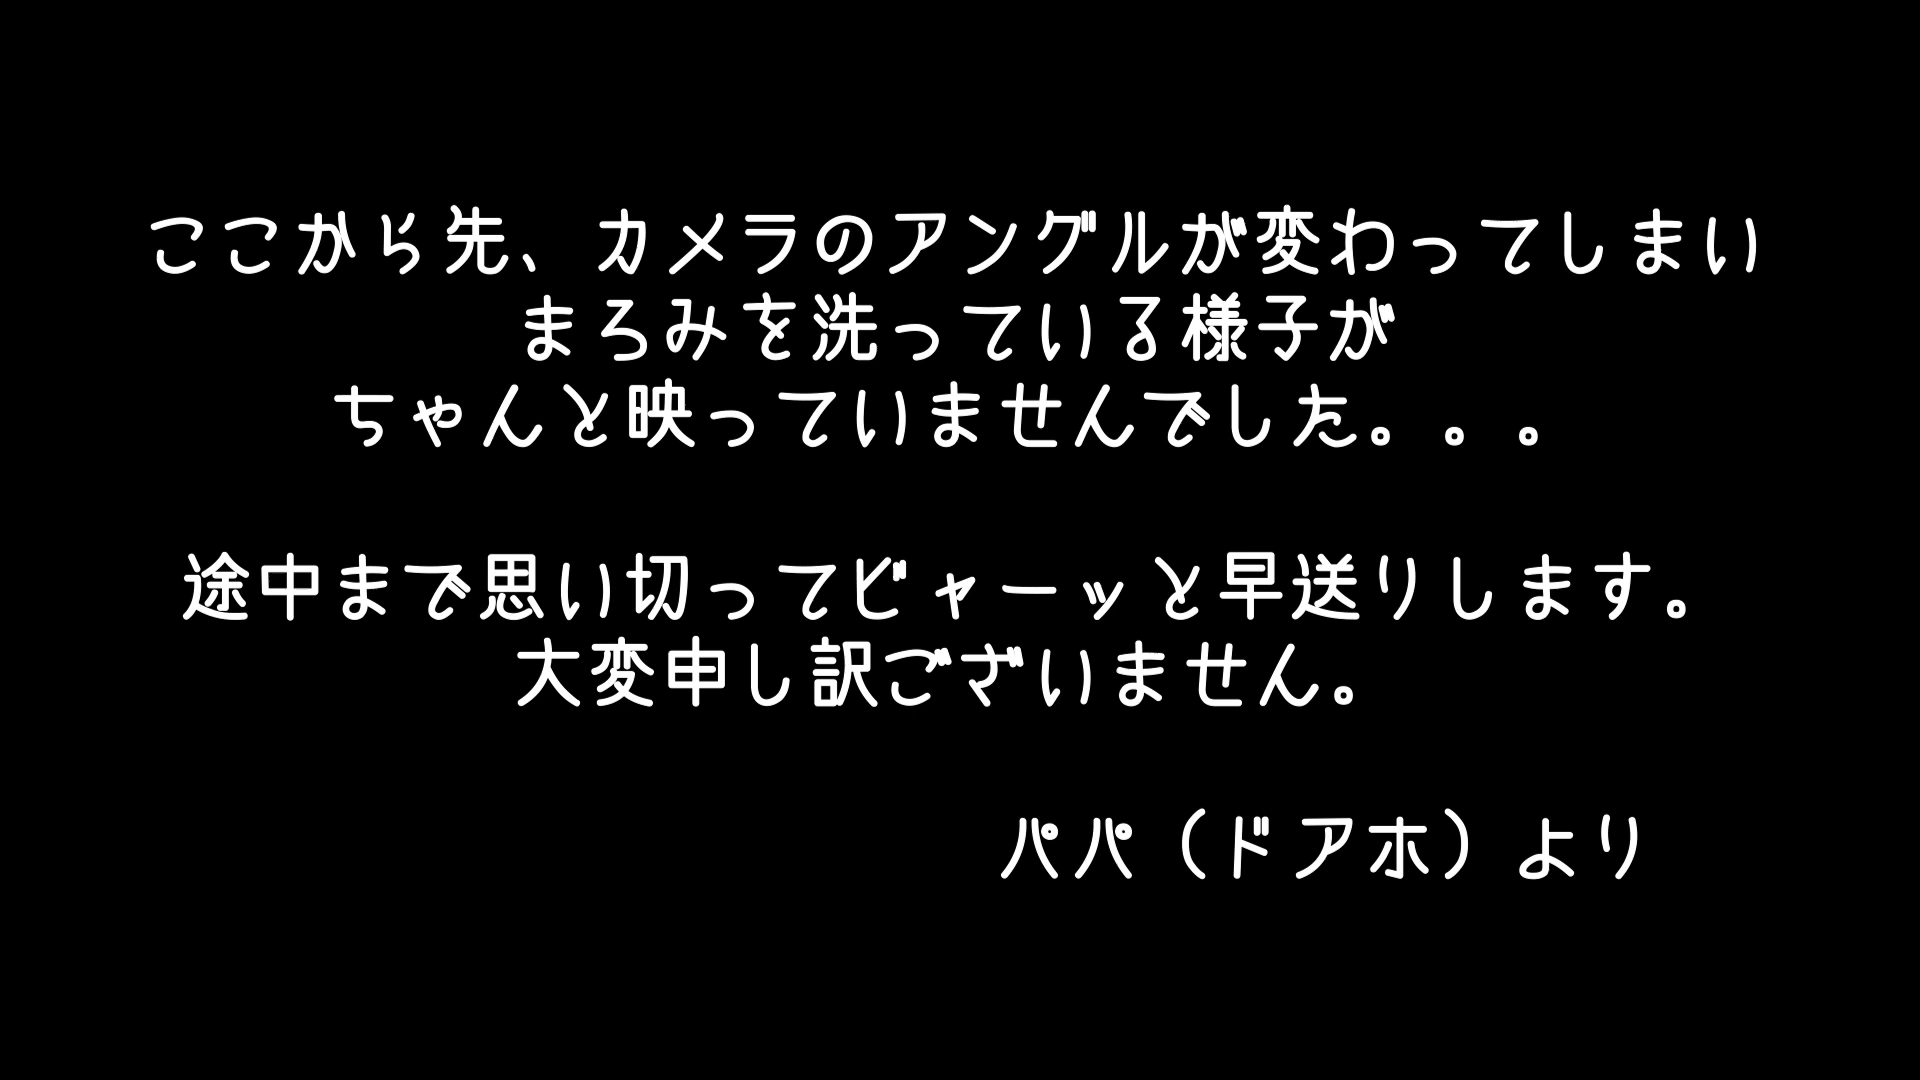 ここから先、カメラのアングルが変わってしまい
まろみを洗っている様子が
ちゃんと映っていませんでした。。。
途中まで思い切ってビャーッと早送りします。
大変申し訳ございません。
パパ（ドアホ）より